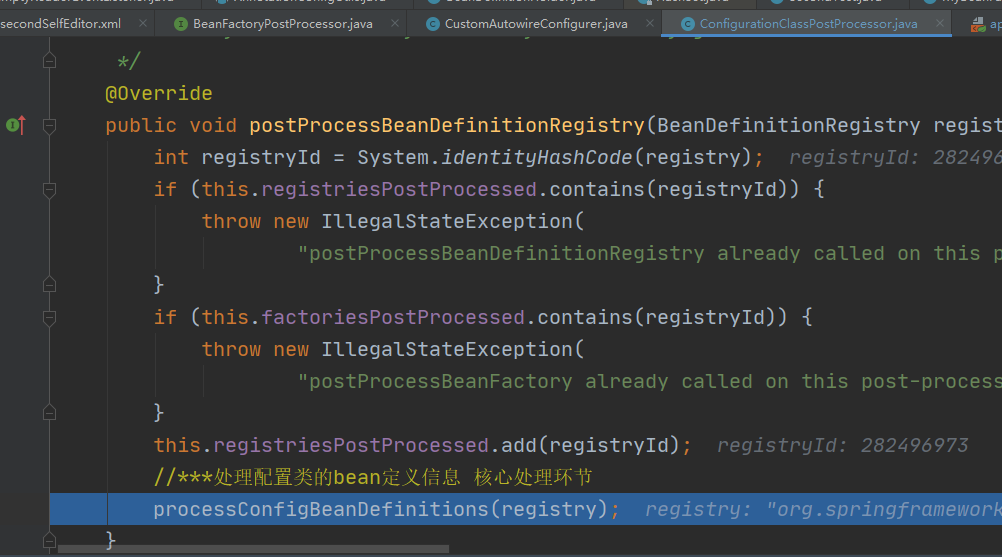 secondSelfEditor.xml BeanFactoryPostProcessor.java CustomAutowireConfigurer.java ConfigurationClassPostProcessor.java
*/
@Override
public void postProcessBeanDefinitionRegistry(BeanDefinitionRegistry regist
int registryId = System.identityHashCode(registry); registryId: 282496
if (this.registriesPostProcessed.contains(registryId)) {
throw new IllegalStateException(
"postProcessBeanDefinitionRegistry already called on this p
}
if (this.factoriesPostProcessed.contains(registryId)) {
throw new IllegalStateException(
"postProcessBeanFactory already called on this post-process
}
this.registriesPostProcessed.add(registryId); registryId: 282496973
//***处理配置类的bean定义信息 核心处理环节
processConfigBeanDefinitions(registry); registry: "org.springframework
}